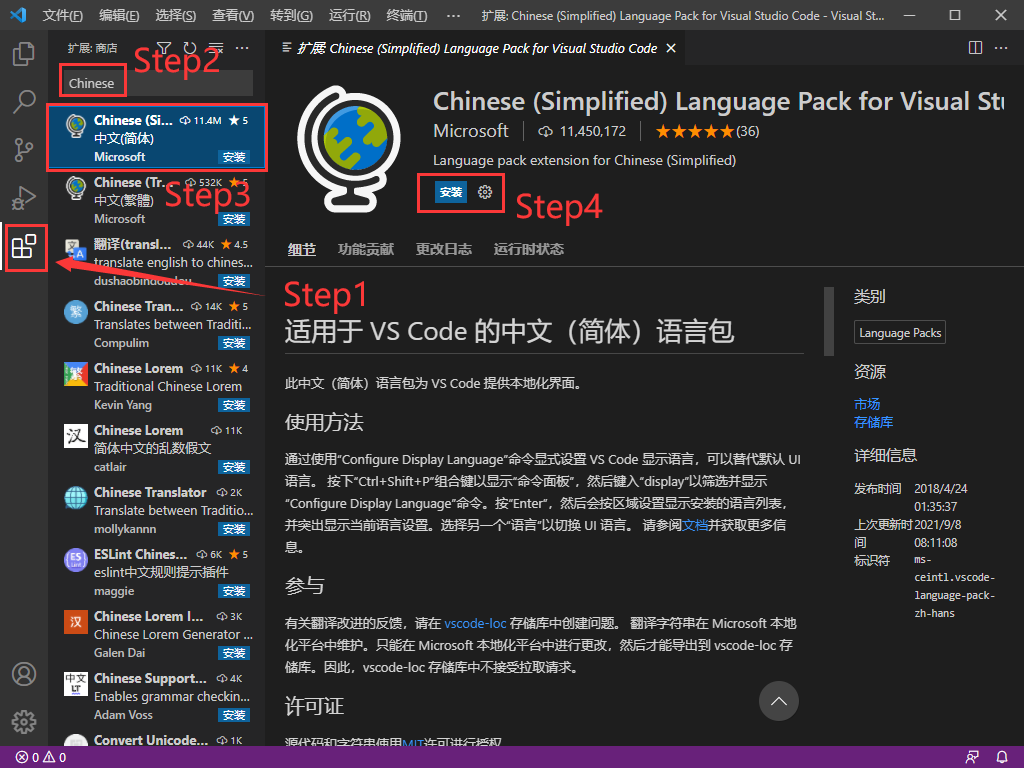 文件(F) 编辑(E) 选择(S) 查看(V) 转到(G) 运行(R) 终端(T) ··· 扩展: Chinese (Simplified) Language Pack for Visual Studio Code - Visual St...
扩展: 商店
Step2
Chinese
Chinese (Si... 11.4M ★ 5
中文(简体)
Microsoft 安装
Chinese (Tr... 532K ★ 5
中文(繁體)
Microsoft 安装
Step3
翻译(transl... 44K ★ 4.5
translate english to chines...
dushaobindoudou 安装
Chinese Tran... 14K ★ 5
Translates between Traditi...
Compulim 安装
Chinese Lorem 11K ★ 4
Traditional Chinese Lorem
Kevin Yang 安装
Chinese Lorem 11K
简体中文的乱数假文
catlair 安装
Chinese Translator 2K
Translate between Traditio...
mollykannn 安装
ESLint Chines... 6K ★ 5
eslint中文规则提示插件
maggie 安装
Chinese Lorem I... 3K
Chinese Lorem Generator ...
Galen Dai 安装
Chinese Support... 4K
Enables grammar checkin...
Adam Voss 安装
Convert Unicode... 1K
扩展 Chinese (Simplified) Language Pack for Visual Studio Code
Chinese (Simplified) Language Pack for Visual Stu
Microsoft 11,450,172 ★★★★★(36)
Language pack extension for Chinese (Simplified)
安装
Step4
细节 功能贡献 更改日志 运行时状态
Step1
适用于 VS Code 的中文（简体）语言包
此中文（简体）语言包为 VS Code 提供本地化界面。
使用方法
通过使用“Configure Display Language”命令显式设置 VS Code 显示语言，可以替代默认 UI
语言。 按下“Ctrl+Shift+P”组合键以显示“命令面板”，然后键入“display”以筛选并显示
“Configure Display Language”命令。按“Enter”，然后会按区域设置显示安装的语言列表，
并突出显示当前语言设置。选择另一个“语言”以切换 UI 语言。 请参阅文档并获取更多信
息。
参与
有关翻译改进的反馈，请在 vscode-loc 存储库中创建问题。 翻译字符串在 Microsoft 本地
化平台中维护。只能在 Microsoft 本地化平台中进行更改，然后才能导出到 vscode-loc 存
储库。因此，vscode-loc 存储库中不接受拉取请求。
许可证
源代码和字符串使用MIT许可进行授权
类别
Language Packs
资源
市场
存储库
详细信息
发布时间 2018/4/24
01:35:37
上次更新时 2021/9/8
间 08:11:08
标识符 ms-
ceintl.vscode-
language-pack-
zh-hans
0 0